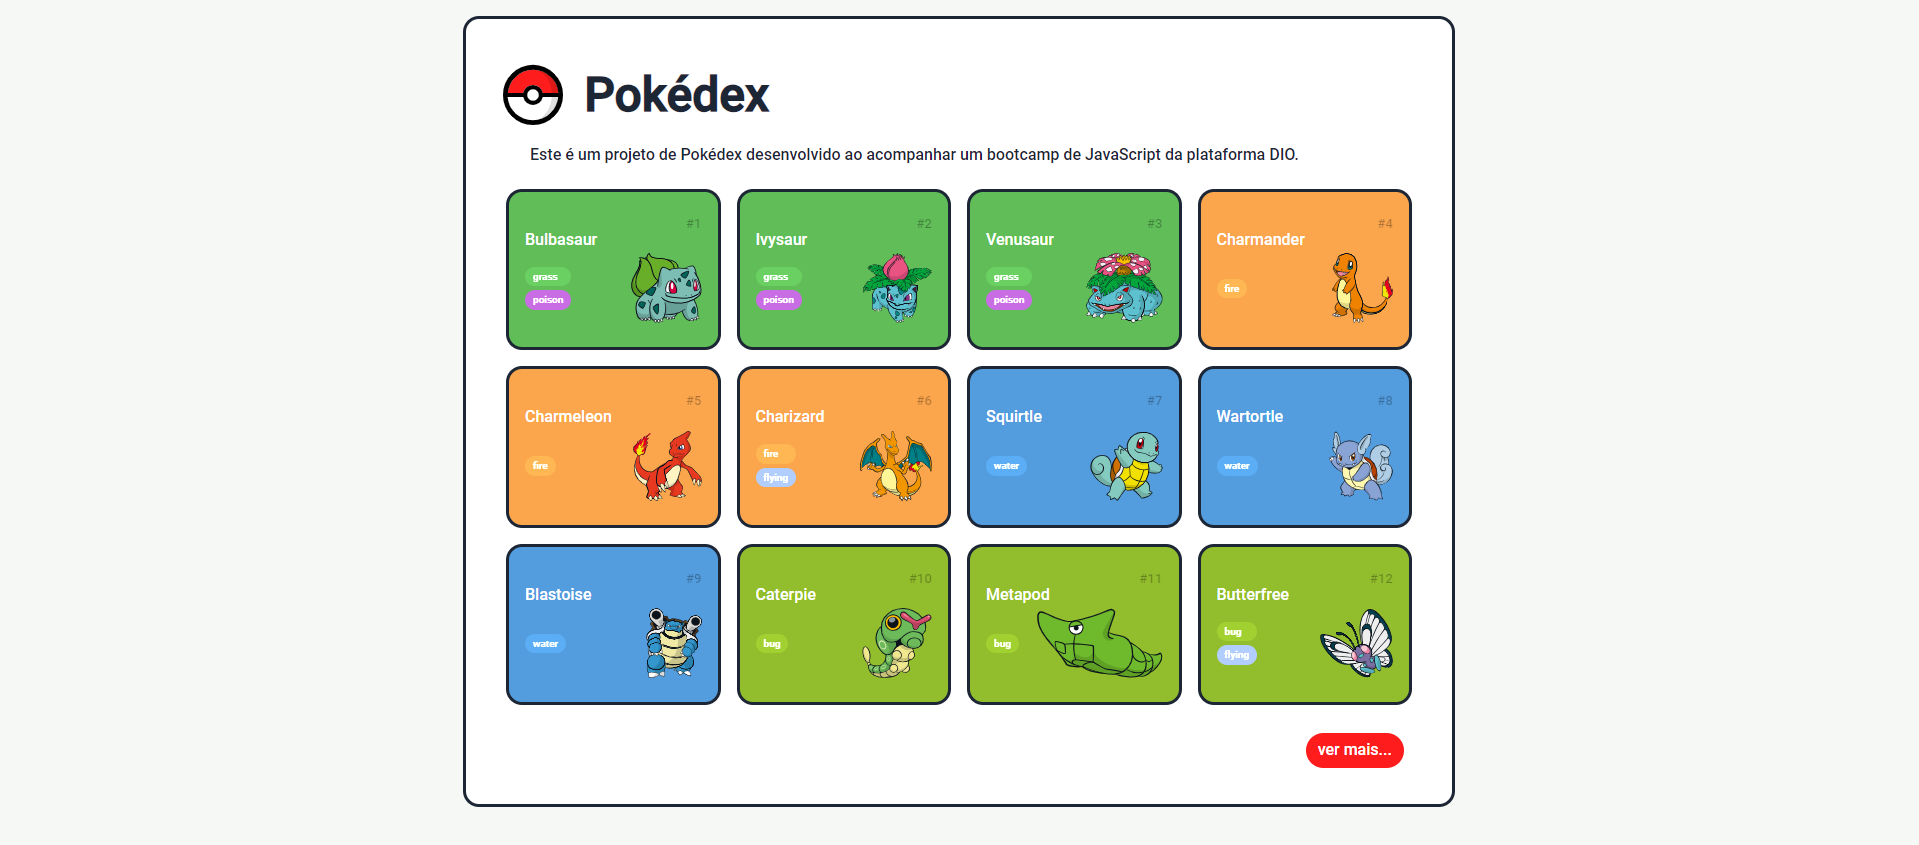 Pokédex
Este é um projeto de Pokédex desenvolvido ao acompanhar um bootcamp de JavaScript da plataforma DIO.
#1
Bulbasaur
grass
poison
#2
Ivysaur
grass
poison
#3
Venusaur
grass
poison
#4
Charmander
fire
#5
Charmeleon
fire
#6
Charizard
fire
flying
#7
Squirtle
water
#8
Wartortle
water
#9
Blastoise
water
#10
Caterpie
bug
#11
Metapod
bug
#12
Butterfree
bug
flying
ver mais...